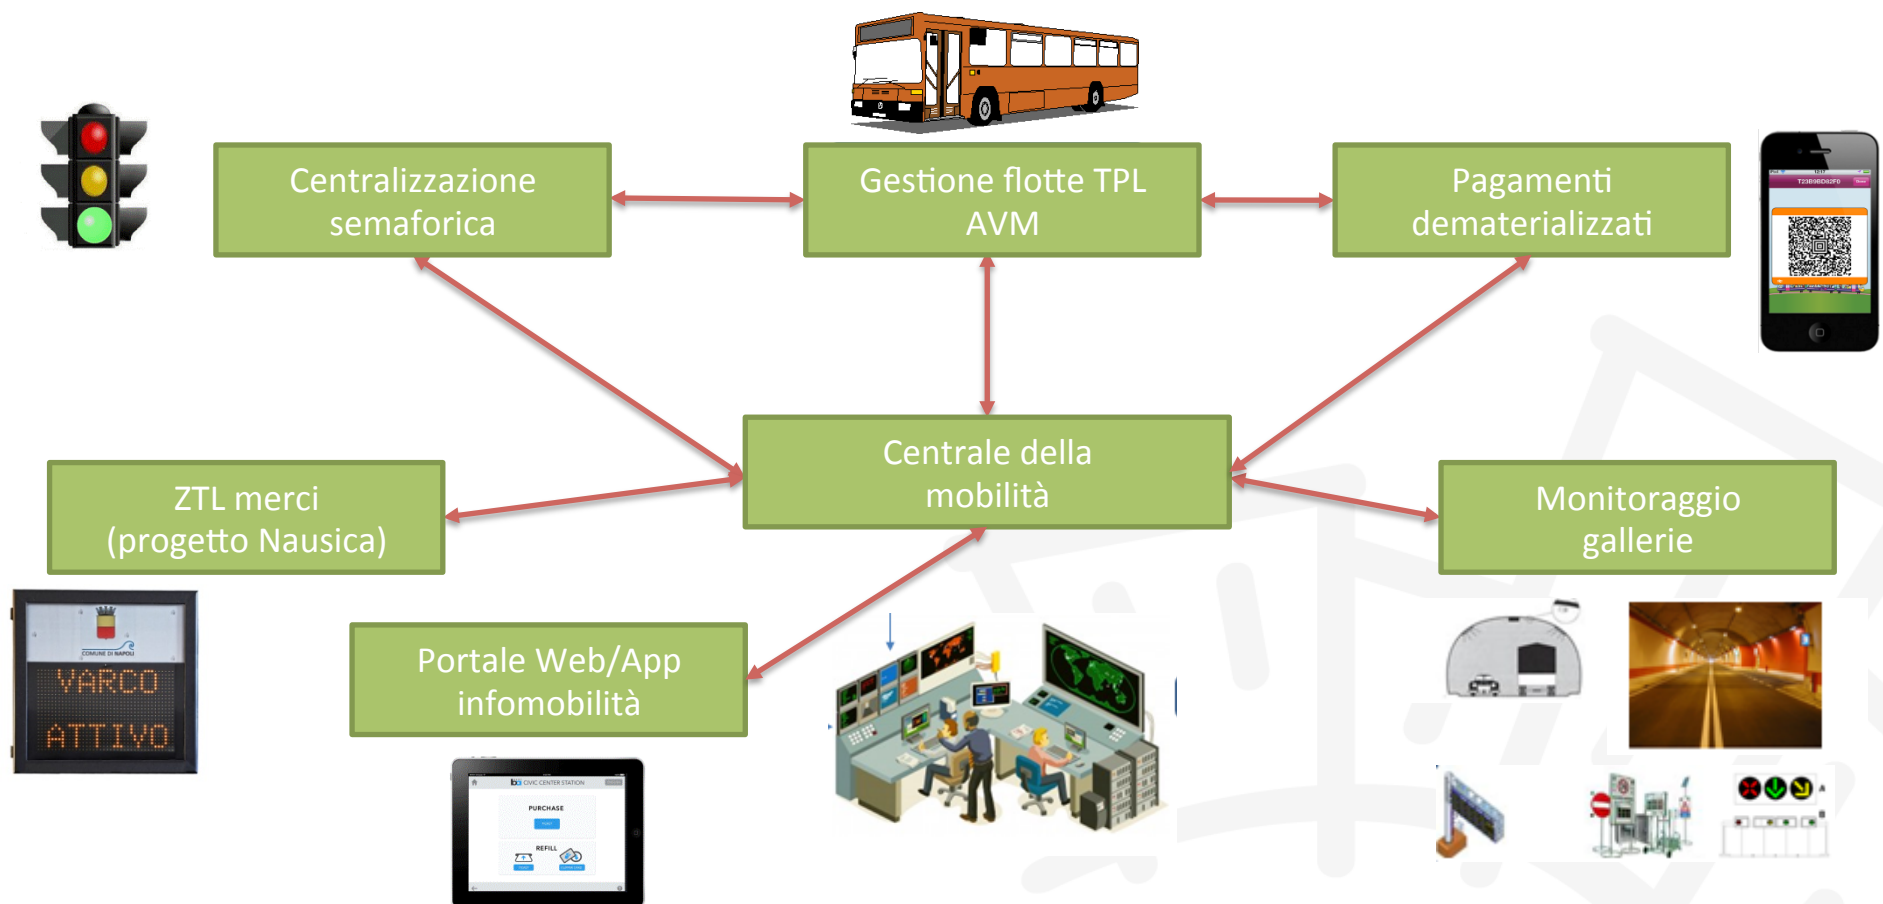 Centralizzazione
semaforica
Gestione flotte TPL
AVM
Pagamenti
dematerializzati
T23B9BD62F0
Centrale della
mobilità
ZTL merci
(progetto Nausica)
Monitoraggio
gallerie
COMUNE DI NAPOLI
VARCO
ATTIVO
Portale Web/App
infomobilità
CIVIC CENTER STATION
PURCHASE
REFILL